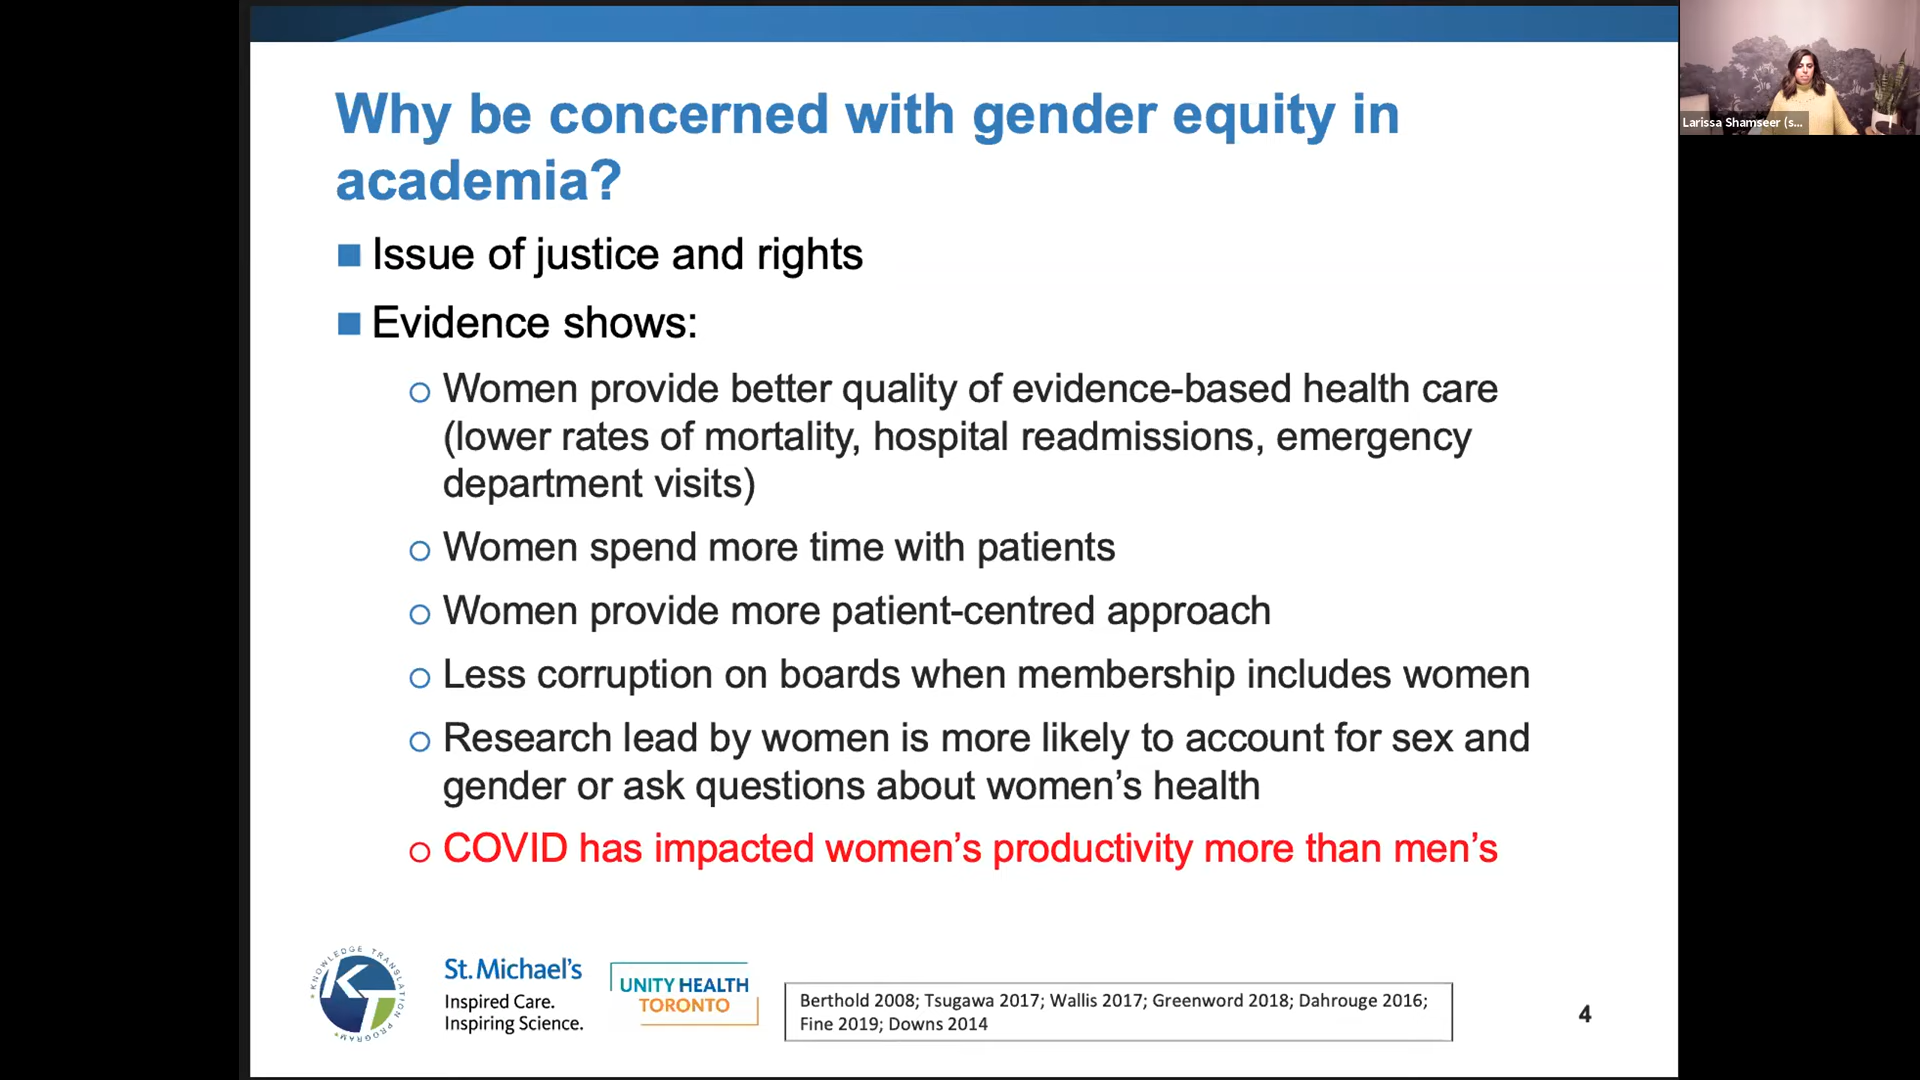 Why be concerned with gender equity in
academia?
Issue of justice and rights
Evidence shows:
Women provide better quality of evidence-based health care
(lower rates of mortality, hospital readmissions, emergency
department visits)
Women spend more time with patients
Women provide more patient-centred approach
Less corruption on boards when membership includes women
Research lead by women is more likely to account for sex and
gender or ask questions about women's health
COVID has impacted women's productivity more than men's
KNOWLEDGE TRANSLATION PROGRAM
KT
St. Michael's
Inspired Care.
Inspiring Science.
UNITY HEALTH
TORONTO
Berthold 2008; Tsugawa 2017; Wallis 2017; Greenword 2018; Dahrouge 2016;
Fine 2019; Downs 2014
4
Larissa Shamseer (s...